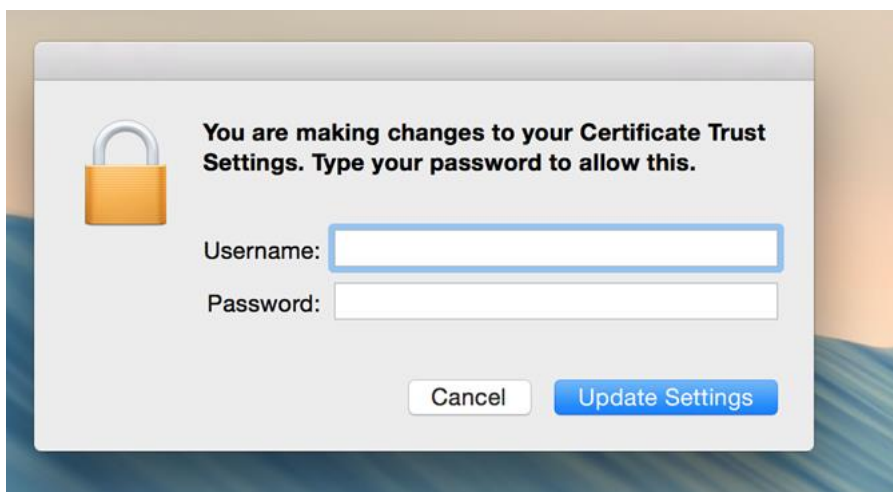 You are making changes to your Certificate Trust
Settings. Type your password to allow this.
Username:
Password:
Cancel
Update Settings